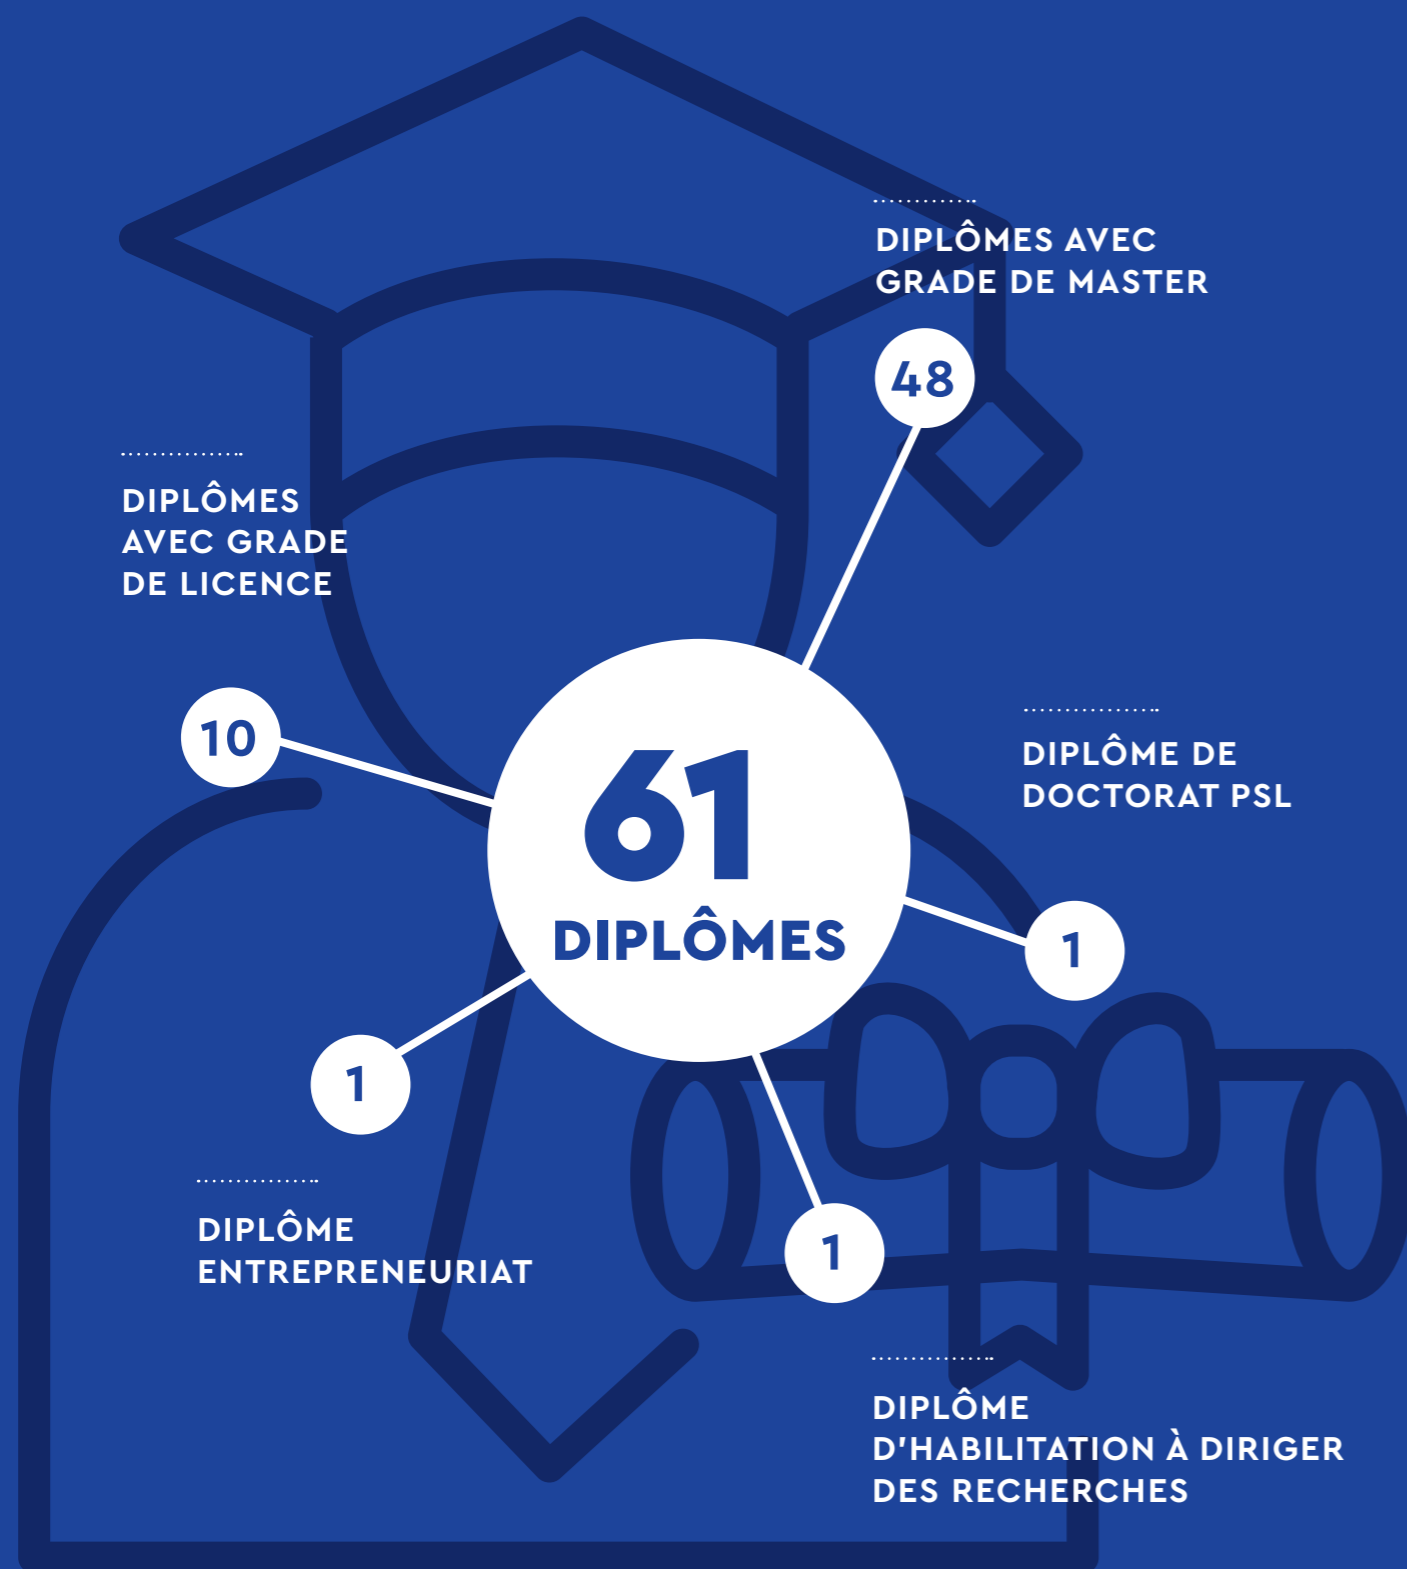 DIPLÔMES AVEC
GRADE DE MASTER
48
DIPLÔMES
AVEC GRADE
DE LICENCE
10
61
DIPLÔMES
DIPLÔME DE
DOCTORAT PSL
1
1
DIPLÔME
ENTREPRENEURIAT
1
DIPLÔME
D'HABILITATION À DIRIGER
DES RECHERCHES